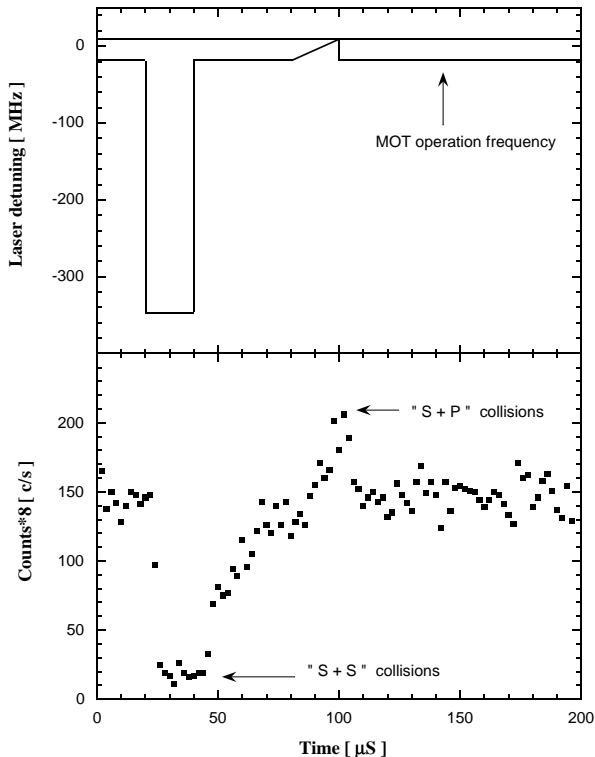 0
-100
-200
-300
Laser detuning [ MHz ]
MOT operation frequency
200
150
100
50
0
Counts*8 [ c/s ]
" S + P " collisions
" S + S " collisions
0 50 100 150 200
Time [ μS ]